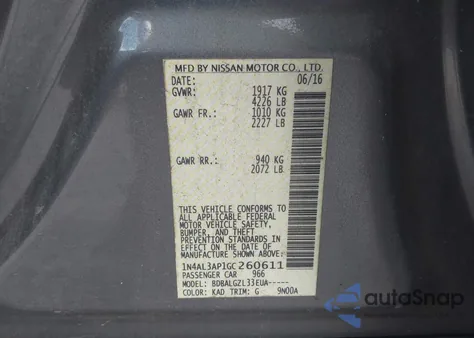 MFD BY NISSAN MOTOR CO., LTD.
DATE: 06/16
GVWR: 1917 KG
4226 LB
GAWR FR.: 1010 KG
2227 LB
GAWR RR.: 940 KG
2072 LB
THIS VEHICLE CONFORMS TO
ALL APPLICABLE FEDERAL
MOTOR VEHICLE SAFETY,
BUMPER, AND THEFT
PREVENTION STANDARDS
IN EFFECT ON THE DATE OF
MANUFACTURE SHOWN ABOVE.
1N4AL3AP1GC260611
PASSENGER CAR 966
MODEL: BDBALGZL33EUA-----
COLOR: KAD TRIM: G 9N00A
autoSnap
Powered by CarsFromWest